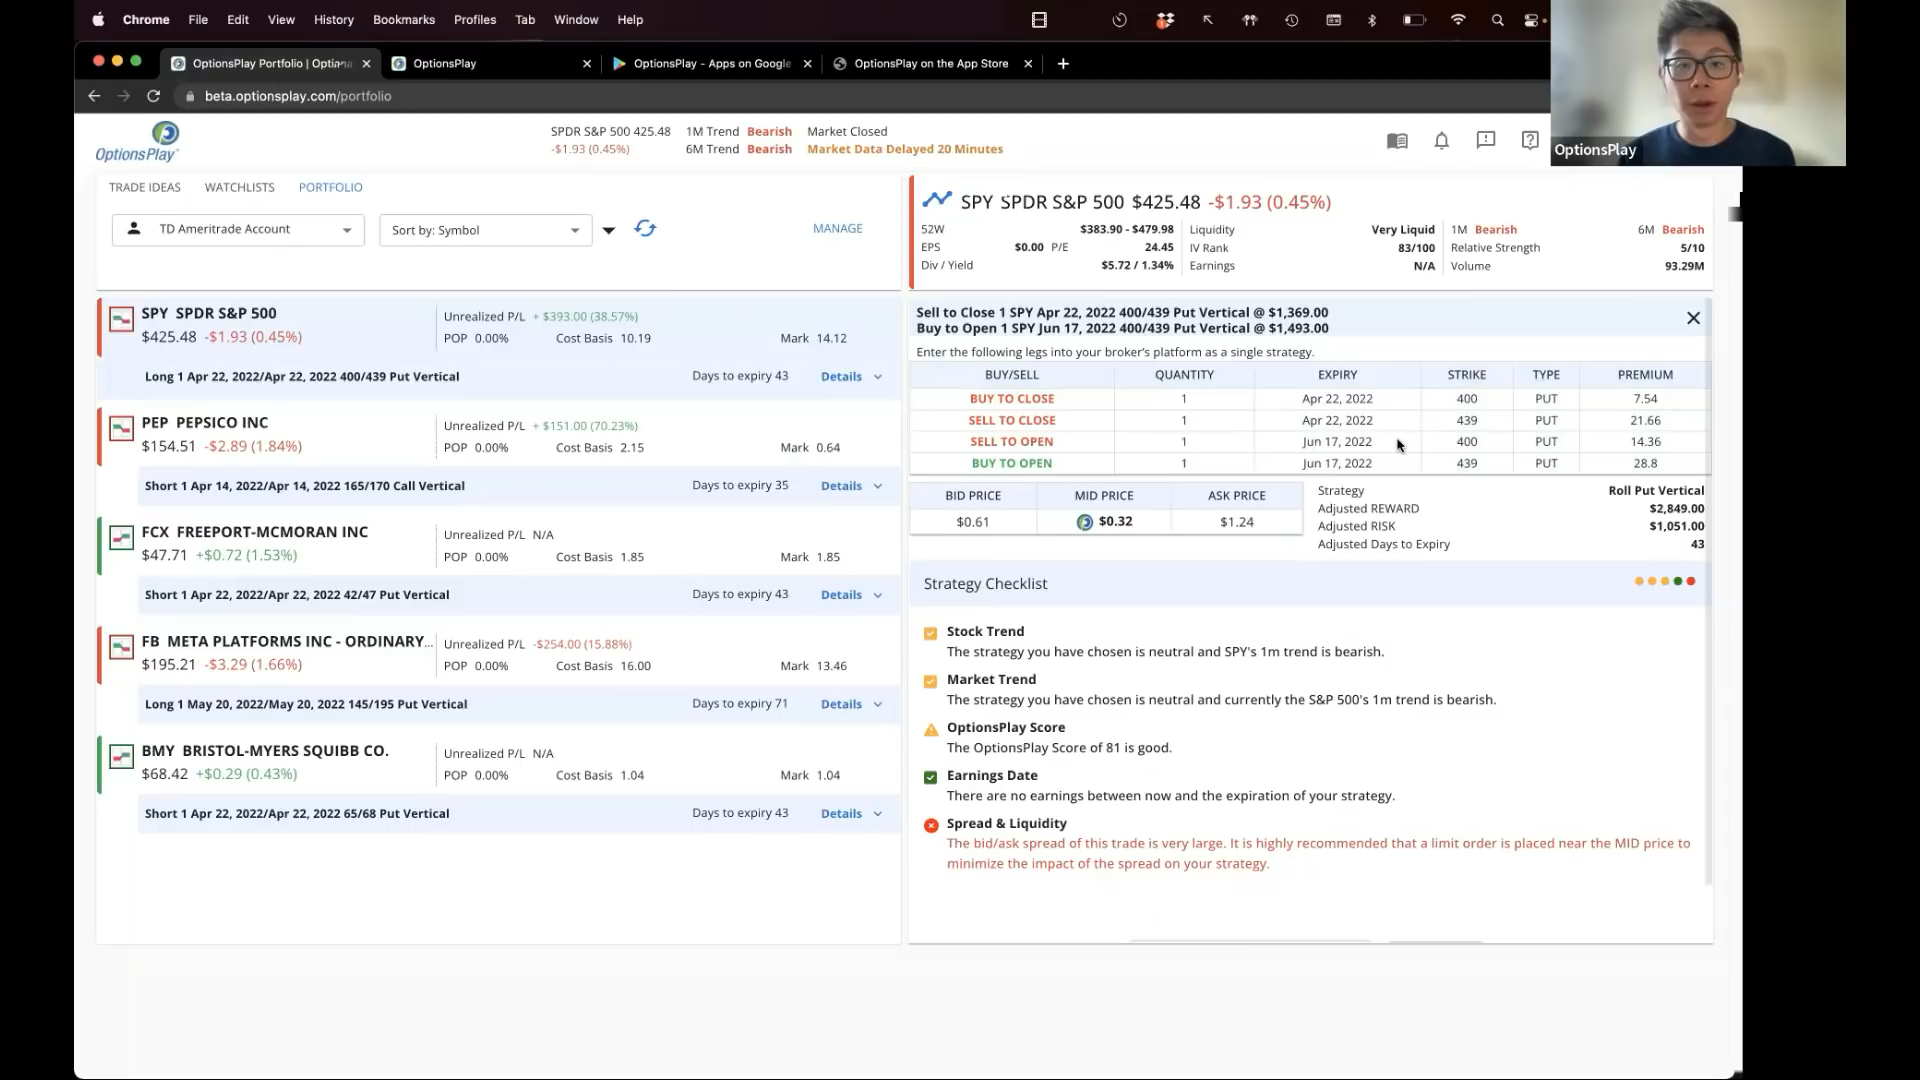 Chrome File Edit View History Bookmarks Profiles Tab Window Help
OptionsPlay Portfolio | Option
OptionsPlay
OptionsPlay - Apps on Google
OptionsPlay on the App Store
beta.optionsplay.com/portfolio
OptionsPlay
OptionsPlay
SPDR S&P 500 425.48 1M Trend Bearish Market Closed
-$1.93 (0.45%) 6M Trend Bearish Market Data Delayed 20 Minutes
TRADE IDEAS WATCHLISTS PORTFOLIO
TD Ameritrade Account Sort by: Symbol MANAGE
SPY SPDR S&P 500
$425.48 -$1.93 (0.45%)
Unrealized P/L + $393.00 (38.57%)
POP 0.00% Cost Basis 10.19 Mark 14.12
Long 1 Apr 22, 2022/Apr 22, 2022 400/439 Put Vertical Days to expiry 43 Details
PEP PEPSICO INC
$154.51 -$2.89 (1.84%)
Unrealized P/L + $151.00 (70.23%)
POP 0.00% Cost Basis 2.15 Mark 0.64
Short 1 Apr 14, 2022/Apr 14, 2022 165/170 Call Vertical Days to expiry 35 Details
FCX FREEPORT-MCMORAN INC
$47.71 +$0.72 (1.53%)
Unrealized P/L N/A
POP 0.00% Cost Basis 1.85 Mark 1.85
Short 1 Apr 22, 2022/Apr 22, 2022 42/47 Put Vertical Days to expiry 43 Details
FB META PLATFORMS INC - ORDINARY...
$195.21 -$3.29 (1.66%)
Unrealized P/L -$254.00 (15.88%)
POP 0.00% Cost Basis 16.00 Mark 13.46
Long 1 May 20, 2022/May 20, 2022 145/195 Put Vertical Days to expiry 71 Details
BMY BRISTOL-MYERS SQUIBB CO.
$68.42 +$0.29 (0.43%)
Unrealized P/L N/A
POP 0.00% Cost Basis 1.04 Mark 1.04
Short 1 Apr 22, 2022/Apr 22, 2022 65/68 Put Vertical Days to expiry 43 Details
SPY SPDR S&P 500 $425.48 -$1.93 (0.45%)
52W $383.90 - $479.98 Liquidity Very Liquid 1M Bearish 6M Bearish
EPS $0.00 P/E 24.45 IV Rank 83/100 Relative Strength 5/10
Div / Yield $5.72 / 1.34% Earnings N/A Volume 93.29M
Sell to Close 1 SPY Apr 22, 2022 400/439 Put Vertical @ $1,369.00
Buy to Open 1 SPY Jun 17, 2022 400/439 Put Vertical @ $1,493.00
Enter the following legs into your broker's platform as a single strategy.
BUY/SELL QUANTITY EXPIRY STRIKE TYPE PREMIUM
BUY TO CLOSE 1 Apr 22, 2022 400 PUT 7.54
SELL TO CLOSE 1 Apr 22, 2022 439 PUT 21.66
SELL TO OPEN 1 Jun 17, 2022 400 PUT 14.36
BUY TO OPEN 1 Jun 17, 2022 439 PUT 28.8
BID PRICE MID PRICE ASK PRICE
$0.61 $0.32 $1.24
Strategy Roll Put Vertical
Adjusted REWARD $2,849.00
Adjusted RISK $1,051.00
Adjusted Days to Expiry 43
Strategy Checklist
Stock Trend
The strategy you have chosen is neutral and SPY's 1m trend is bearish.
Market Trend
The strategy you have chosen is neutral and currently the S&P 500's 1m trend is bearish.
OptionsPlay Score
The OptionsPlay Score of 81 is good.
Earnings Date
There are no earnings between now and the expiration of your strategy.
Spread & Liquidity
The bid/ask spread of this trade is very large. It is highly recommended that a limit order is placed near the MID price to
minimize the impact of the spread on your strategy.